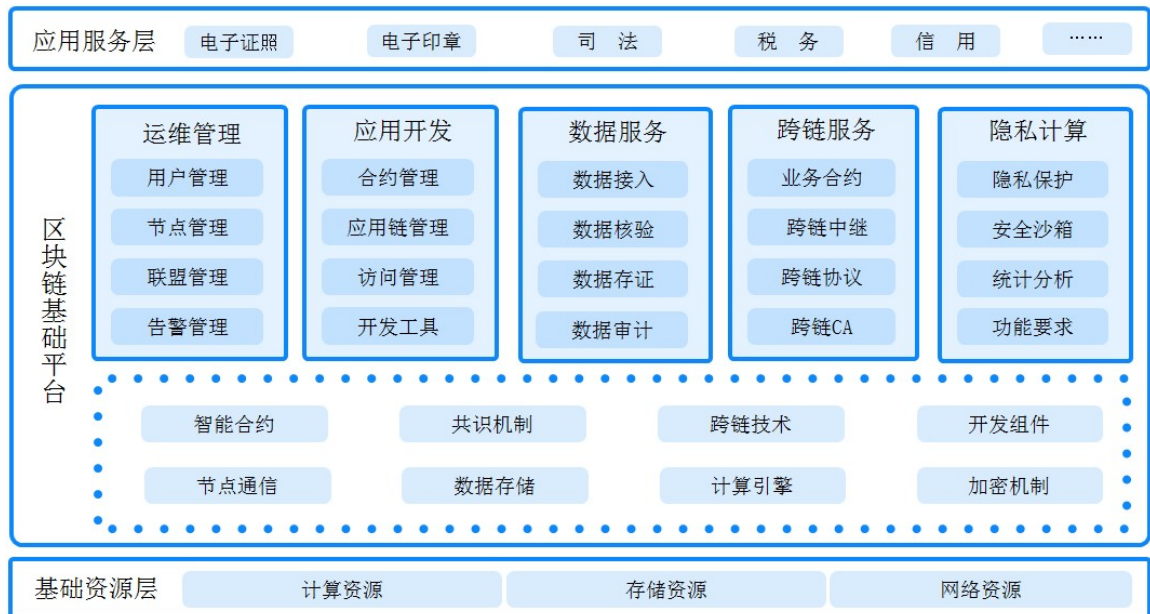 应用服务层 电子证照 电子印章 司 法 税 务 信 用 ……
区块链基础平台
运维管理
用户管理
节点管理
联盟管理
告警管理
应用开发
合约管理
应用链管理
访问管理
开发工具
数据服务
数据接入
数据核验
数据存证
数据审计
跨链服务
业务合约
跨链中继
跨链协议
跨链CA
隐私计算
隐私保护
安全沙箱
统计分析
功能要求
智能合约 共识机制 跨链技术 开发组件
节点通信 数据存储 计算引擎 加密机制
基础资源层 计算资源 存储资源 网络资源